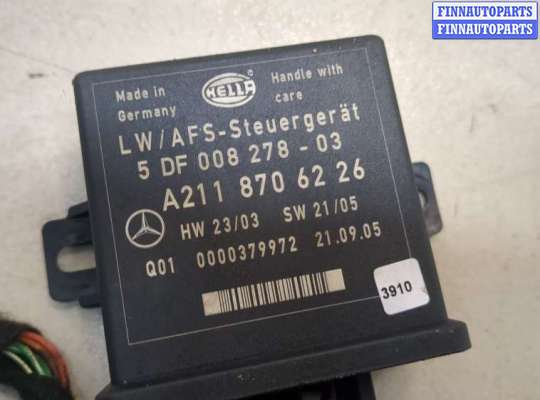 FINNAUTOPARTS
FINNAUTOPARTS
Made in
Germany
HELLA
®
Handle with
care
LW/AFS-Steuergerät
5 DF 008 278 - 03
A211 870 62 26
HW 23/03 SW 21/05
Q01 0000379972 21.09.05
3910